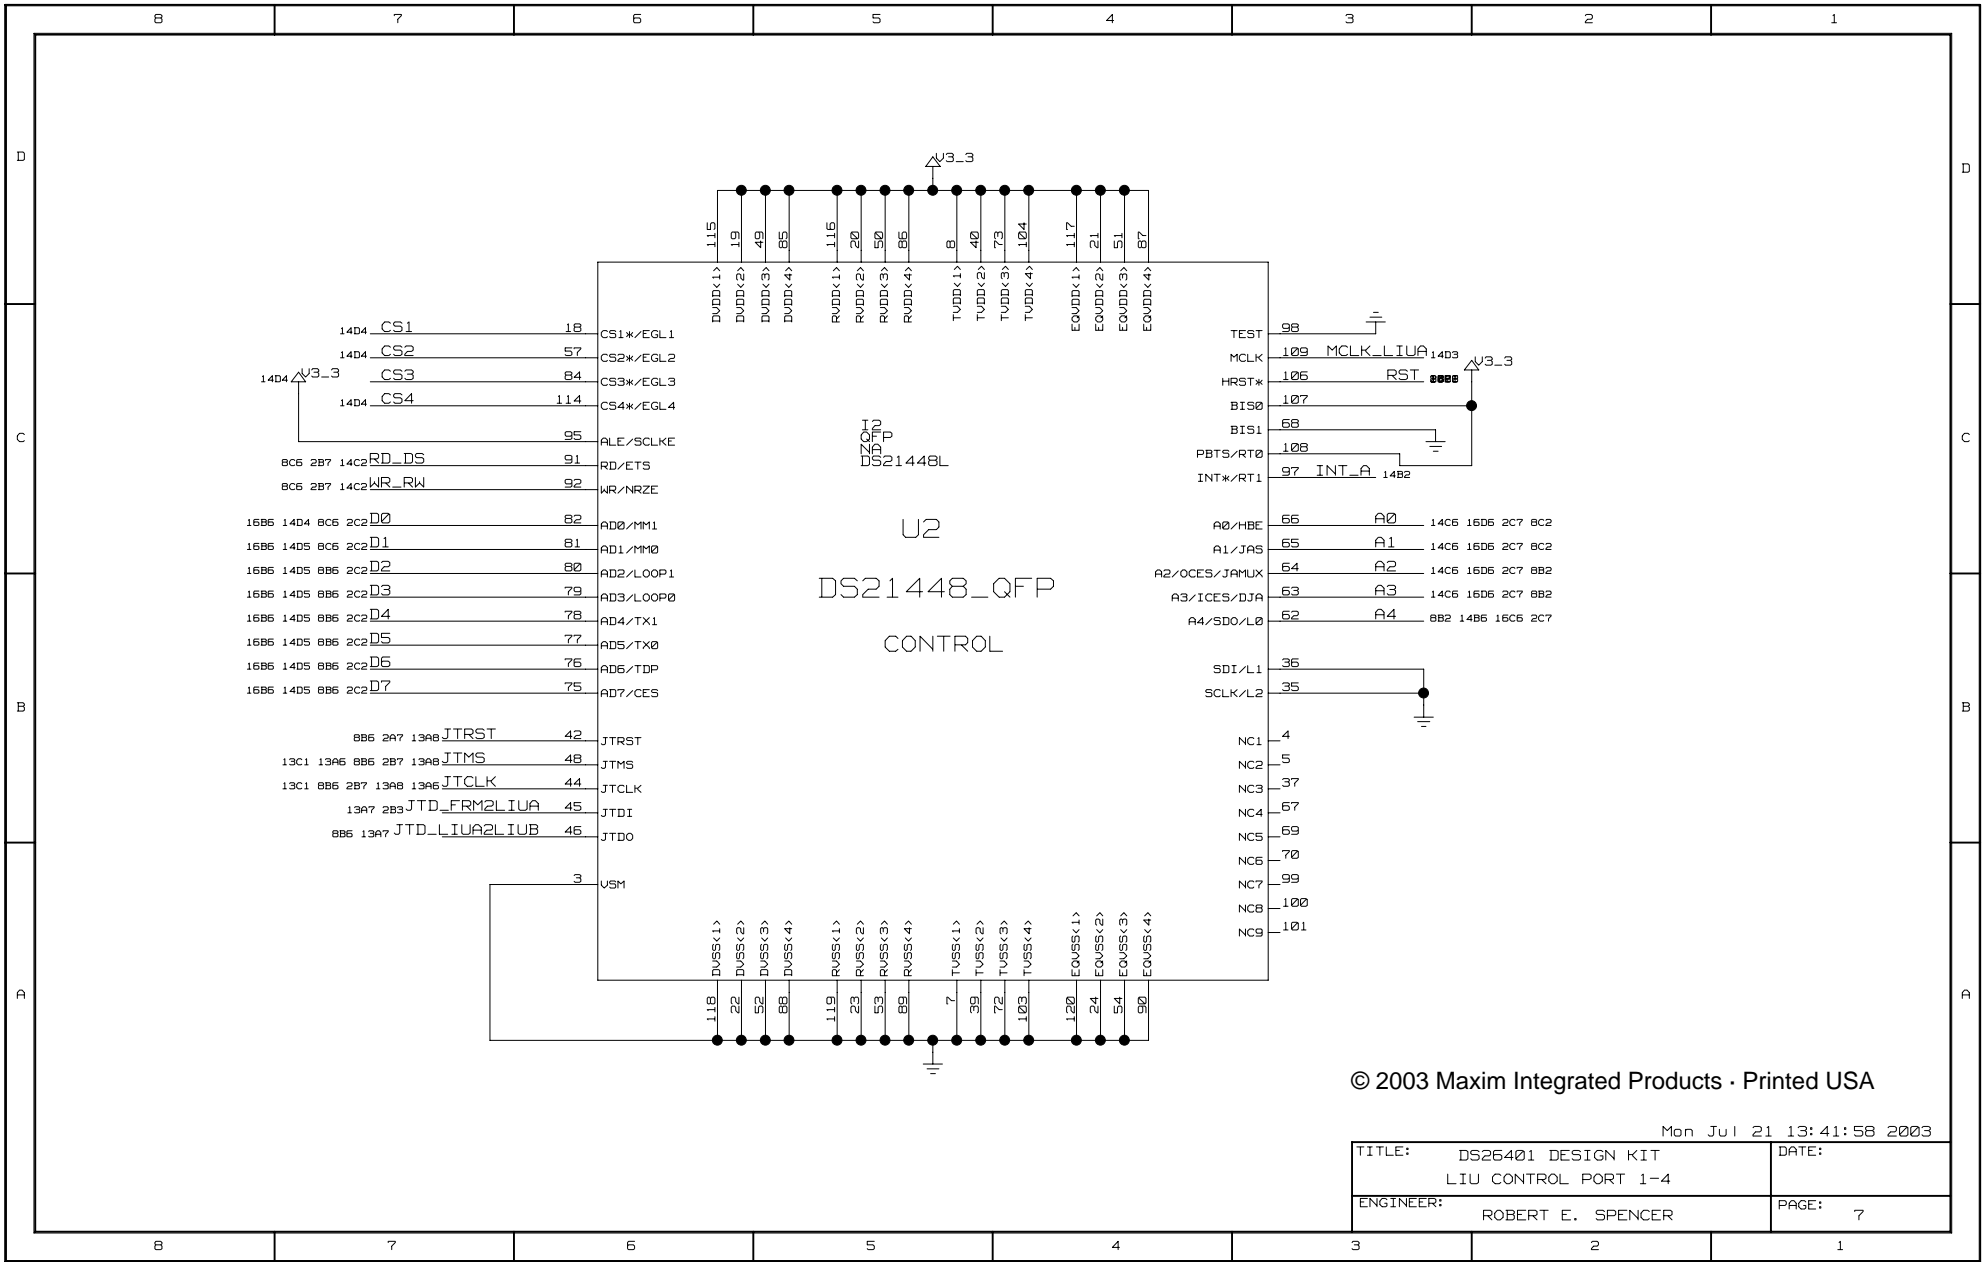 8 7 6 5 4 3 2 1
D
C
B
A
D
C
B
A
V3_3
115 19 49 85 116 20 50 86 8 40 73 104 117 21 51 87
DVDD<1> DVDD<2> DVDD<3> DVDD<4> RVDD<1> RVDD<2> RVDD<3> RVDD<4> TVDD<1> TVDD<2> TVDD<3> TVDD<4> EQVDD<1> EQVDD<2> EQVDD<3> EQVDD<4>
14D4 CS1 18 CS1*/EGL1
14D4 CS2 57 CS2*/EGL2
14D4 V3_3 CS3 84 CS3*/EGL3
14D4 CS4 114 CS4*/EGL4
95 ALE/SCLKE
8C6 2B7 14C2 RD_DS 91 RD/ETS
8C6 2B7 14C2 WR_RW 92 WR/NRZE
16B6 14D4 8C6 2C2 D0 82 AD0/MM1
16B6 14D5 8C6 2C2 D1 81 AD1/MM0
16B6 14D5 8B6 2C2 D2 80 AD2/LOOP1
16B6 14D5 8B6 2C2 D3 79 AD3/LOOP0
16B6 14D5 8B6 2C2 D4 78 AD4/TX1
16B6 14D5 8B6 2C2 D5 77 AD5/TX0
16B6 14D5 8B6 2C2 D6 76 AD6/TDP
16B6 14D5 8B6 2C2 D7 75 AD7/CES
8B6 2A7 13A8 JTRST 42 JTRST
13C1 13A6 8B6 2B7 13A8 JTMS 48 JTMS
13C1 8B6 2B7 13A8 13A6 JTCLK 44 JTCLK
13A7 2B3 JTD_FRM2LIUA 45 JTDI
8B6 13A7 JTD_LIUA2LIUB 46 JTDO
3 VSM
I2
QFP
NA
DS21448L
U2
DS21448_QFP
CONTROL
TEST 98
MCLK 109 MCLK_LIUA 14D3
HRST* 106 RST
V3_3
BIS0 107
BIS1 68
PBTS/RT0 108
INT*/RT1 97 INT_A 14B2
A0/HBE 66 A0 14C6 16D6 2C7 8C2
A1/JAS 65 A1 14C6 16D6 2C7 8C2
A2/OCES/JAMUX 64 A2 14C6 16D6 2C7 8B2
A3/ICES/DJA 63 A3 14C6 16D6 2C7 8B2
A4/SDO/L0 62 A4 8B2 14B6 16C6 2C7
SDI/L1 36
SCLK/L2 35
NC1 4
NC2 5
NC3 37
NC4 67
NC5 69
NC6 70
NC7 99
NC8 100
NC9 101
DVSS<1> DVSS<2> DVSS<3> DVSS<4> RVSS<1> RVSS<2> RVSS<3> RVSS<4> TVSS<1> TVSS<2> TVSS<3> TVSS<4> EQVSS<1> EQVSS<2> EQVSS<3> EQVSS<4>
118 22 52 88 119 23 53 89 7 39 72 103 120 24 54 90
© 2003 Maxim Integrated Products · Printed USA
Mon Jul 21 13:41:58 2003
TITLE: DS26401 DESIGN KIT
LIU CONTROL PORT 1-4
DATE:
ENGINEER: ROBERT E. SPENCER
PAGE: 7
8 7 6 5 4 3 2 1